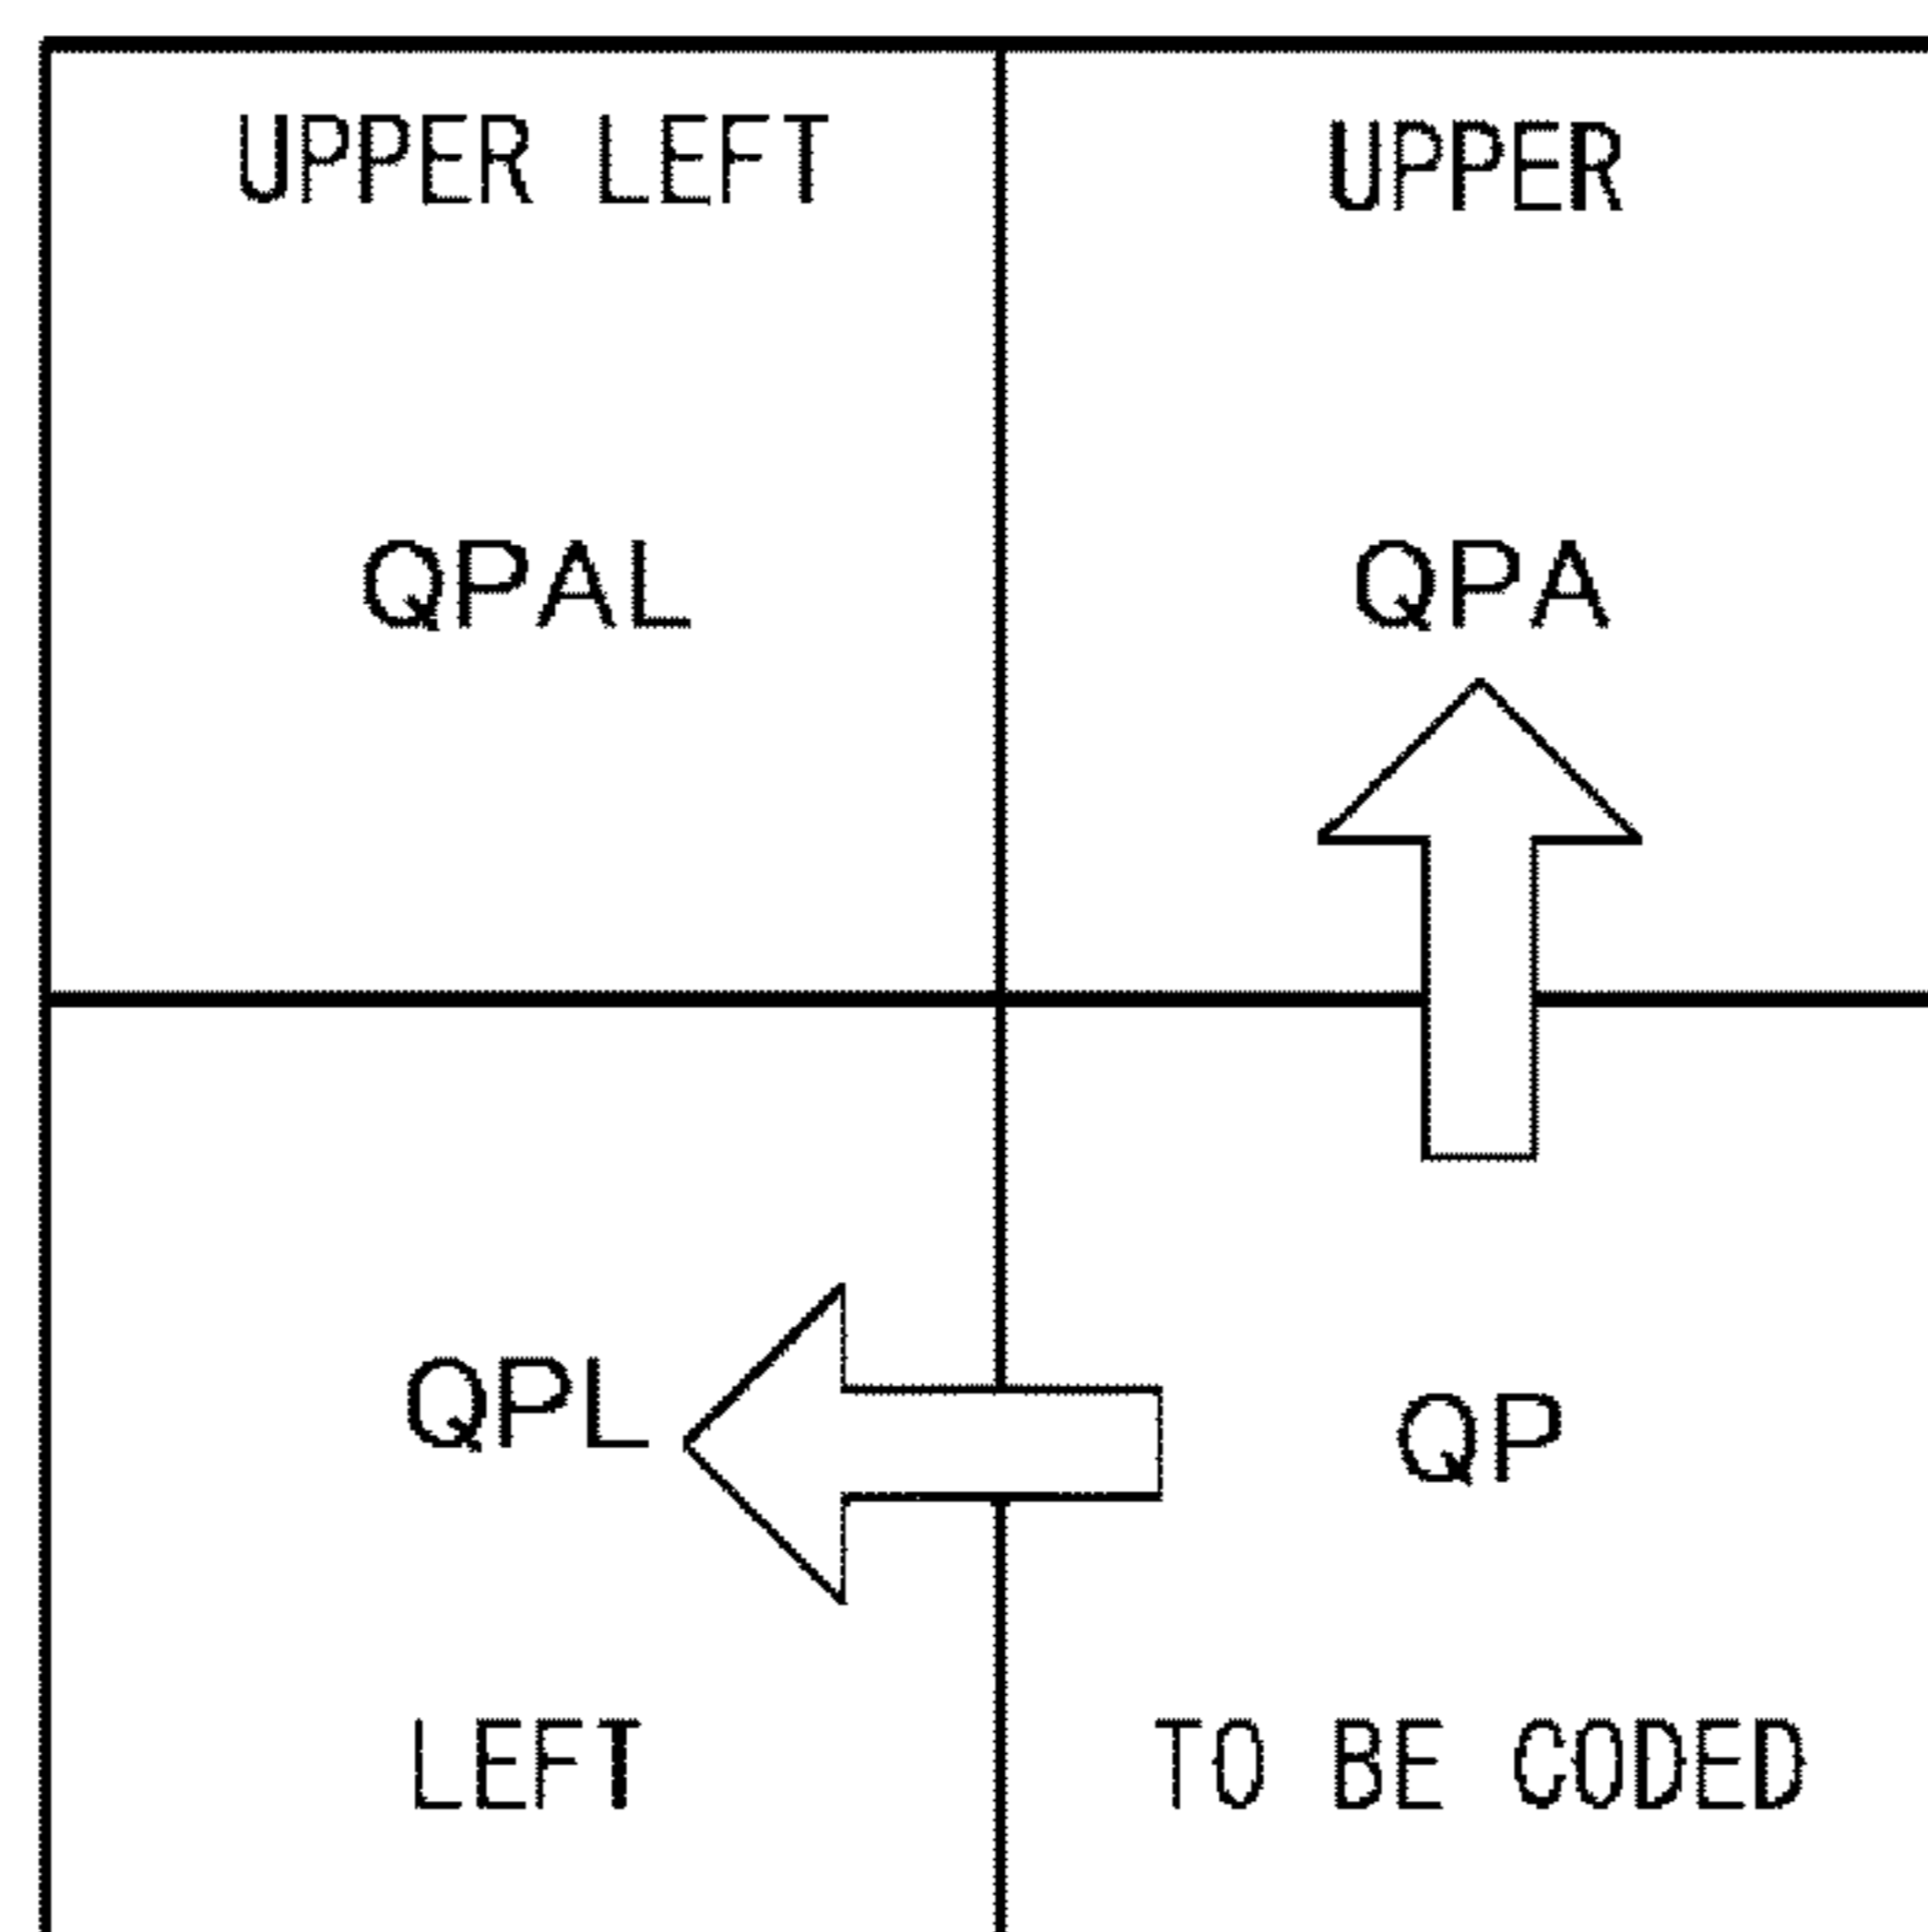 UPPER LEFT
UPPER
QPAL
QPA
QPL
QP
LEFT
TO BE CODED